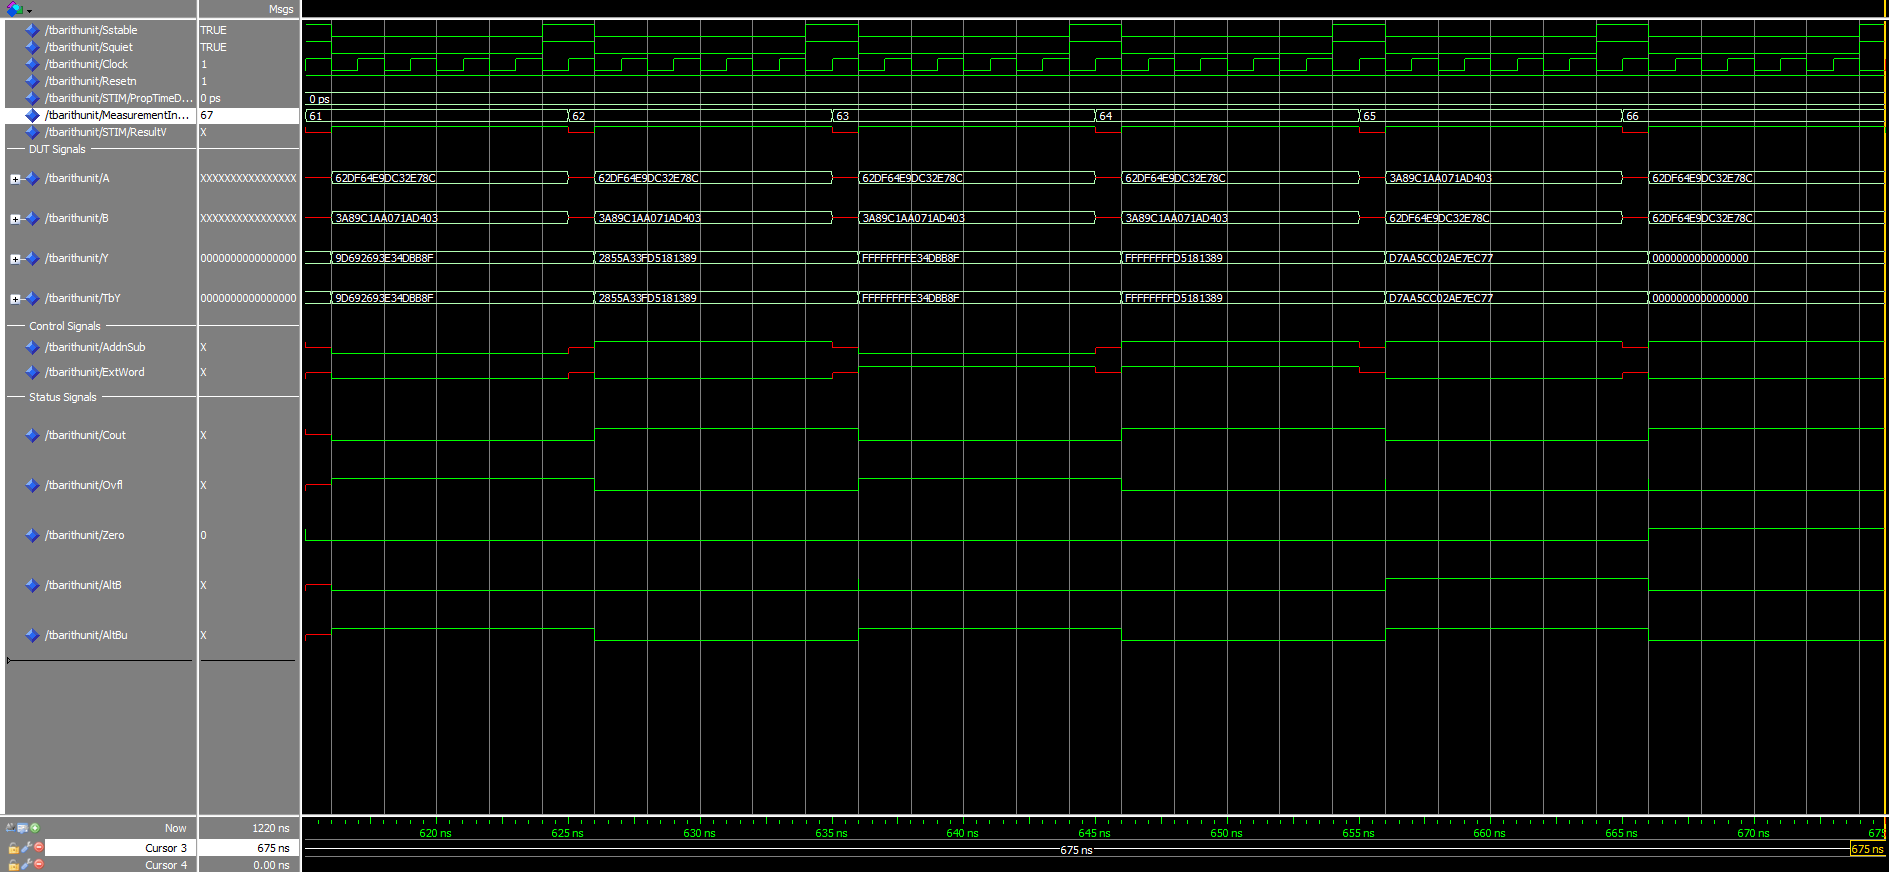 Msgs
/tbarithunit/Sstable TRUE
/tbarithunit/Squiet TRUE
/tbarithunit/Clock 1
/tbarithunit/Resetn 1
/tbarithunit/STIM/PropTimeD... 0 ps 0 ps
/tbarithunit/MeasurementIn... 67 61 62 63 64 65 66
/tbarithunit/STIM/ResultV X
DUT Signals
/tbarithunit/A XXXXXXXXXXXXXXXX 62DF64E9DC32E78C 62DF64E9DC32E78C 62DF64E9DC32E78C 62DF64E9DC32E78C 3A89C1AA071AD403 62DF64E9DC32E78C
/tbarithunit/B XXXXXXXXXXXXXXXX 3A89C1AA071AD403 3A89C1AA071AD403 3A89C1AA071AD403 3A89C1AA071AD403 62DF64E9DC32E78C 62DF64E9DC32E78C
/tbarithunit/Y 0000000000000000 9D692693E34DBB8F 2855A33FD5181389 FFFFFFFFE34DBB8F FFFFFFFFD5181389 D7AA5CC02AE7EC77 0000000000000000
/tbarithunit/TbY 0000000000000000 9D692693E34DBB8F 2855A33FD5181389 FFFFFFFFE34DBB8F FFFFFFFFD5181389 D7AA5CC02AE7EC77 0000000000000000
Control Signals
/tbarithunit/AddnSub X
/tbarithunit/ExtWord X
Status Signals
/tbarithunit/Cout X
/tbarithunit/Ovfl X
/tbarithunit/Zero 0
/tbarithunit/AltB X
/tbarithunit/AltBu X
Now 1220 ns 620 ns 625 ns 630 ns 635 ns 640 ns 645 ns 650 ns 655 ns 660 ns 665 ns 670 ns 675
Cursor 3 675 ns 675 ns 675 ns
Cursor 4 0.00 ns